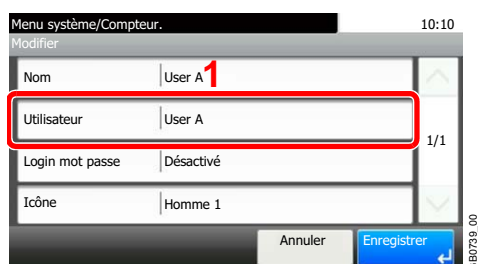 Menu système/Compteur. 10:10
Modifier
Nom User A 1
Utilisateur User A
1/1
Login mot passe Désactivé
Icône Homme 1
Annuler Enregistrer
B0739_00